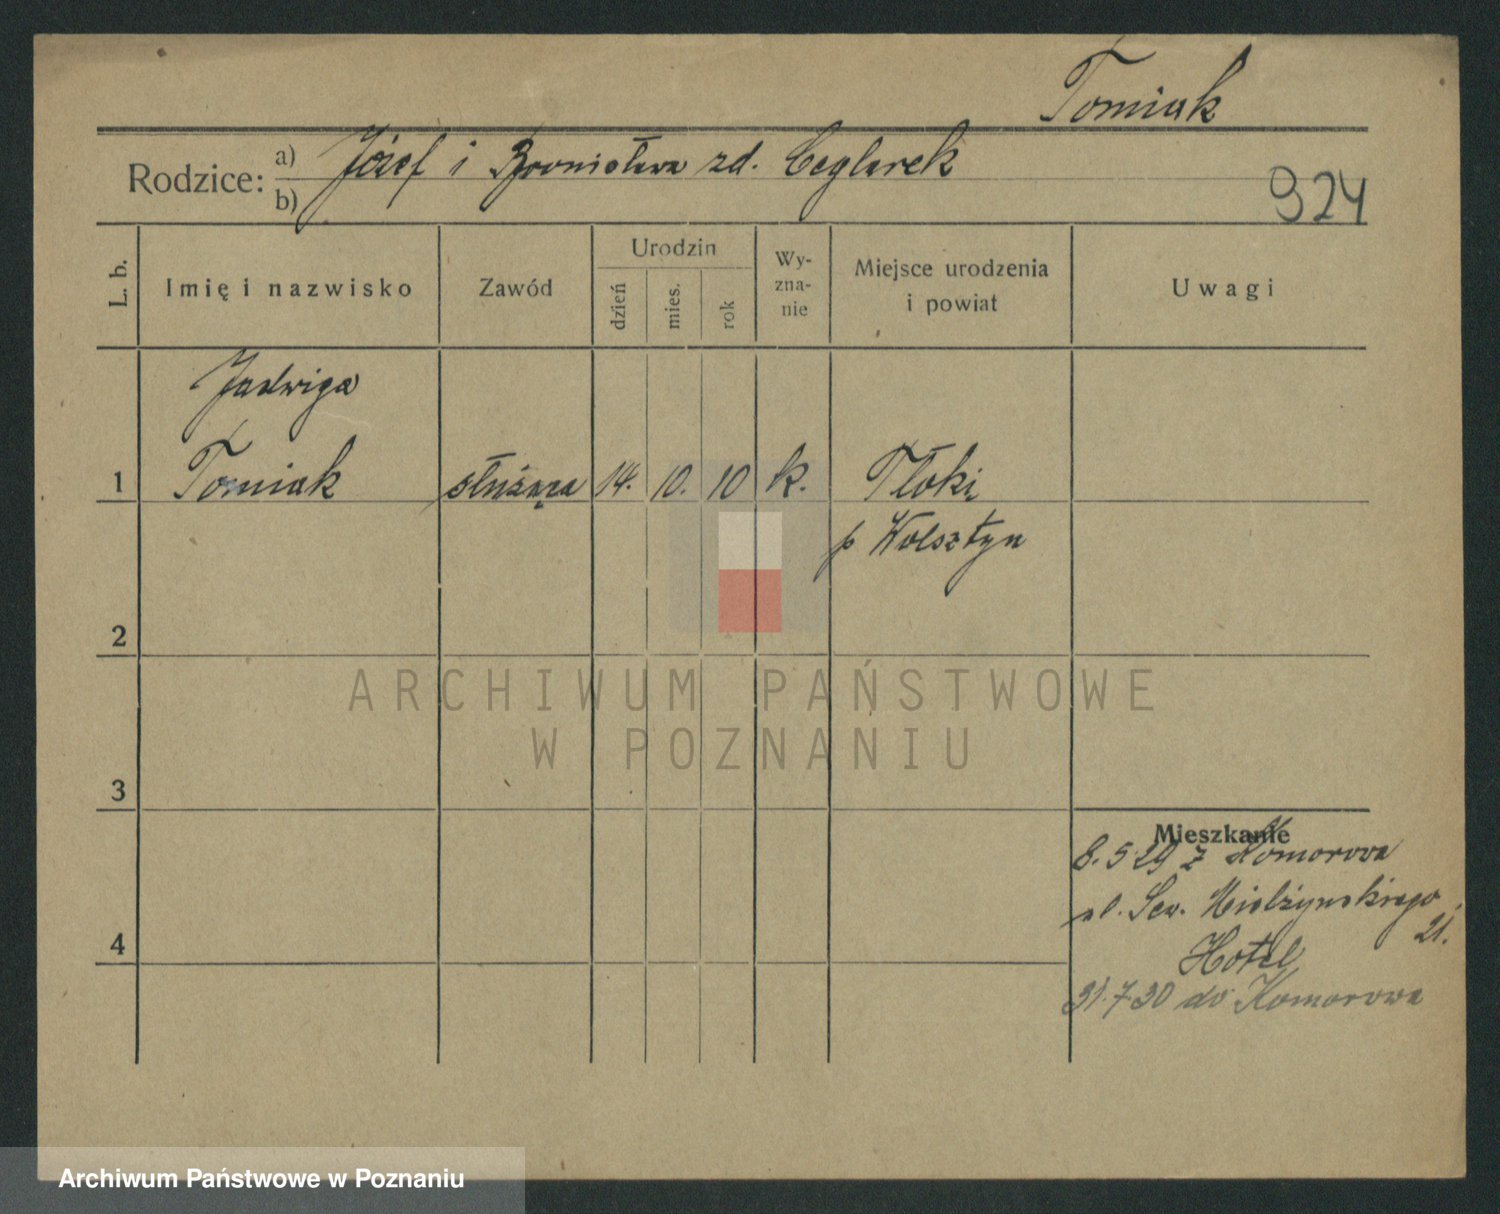 Tomiak
Rodzice: a) Józef i Bronisława zd. Ceglarek
b)
924
L. b.
Imię i nazwisko
Zawód
Urodzin
dzień
mies.
rok
Wy-
zna-
nie
Miejsce urodzenia
i powiat
Uwagi
Jadwiga
1 Tomiak służąca 14. 10. 10 k. Tłoki
p Wolsztyn
2
ARCHIWUM PAŃSTWOWE
W POZNANIU
3
Mieszkanie
8.5 29 z Komorowa
ul. Sew. Mielżyńskiego
21.
Hotel
4
31.7.30 do Komorowa
Archiwum Państwowe w Poznaniu